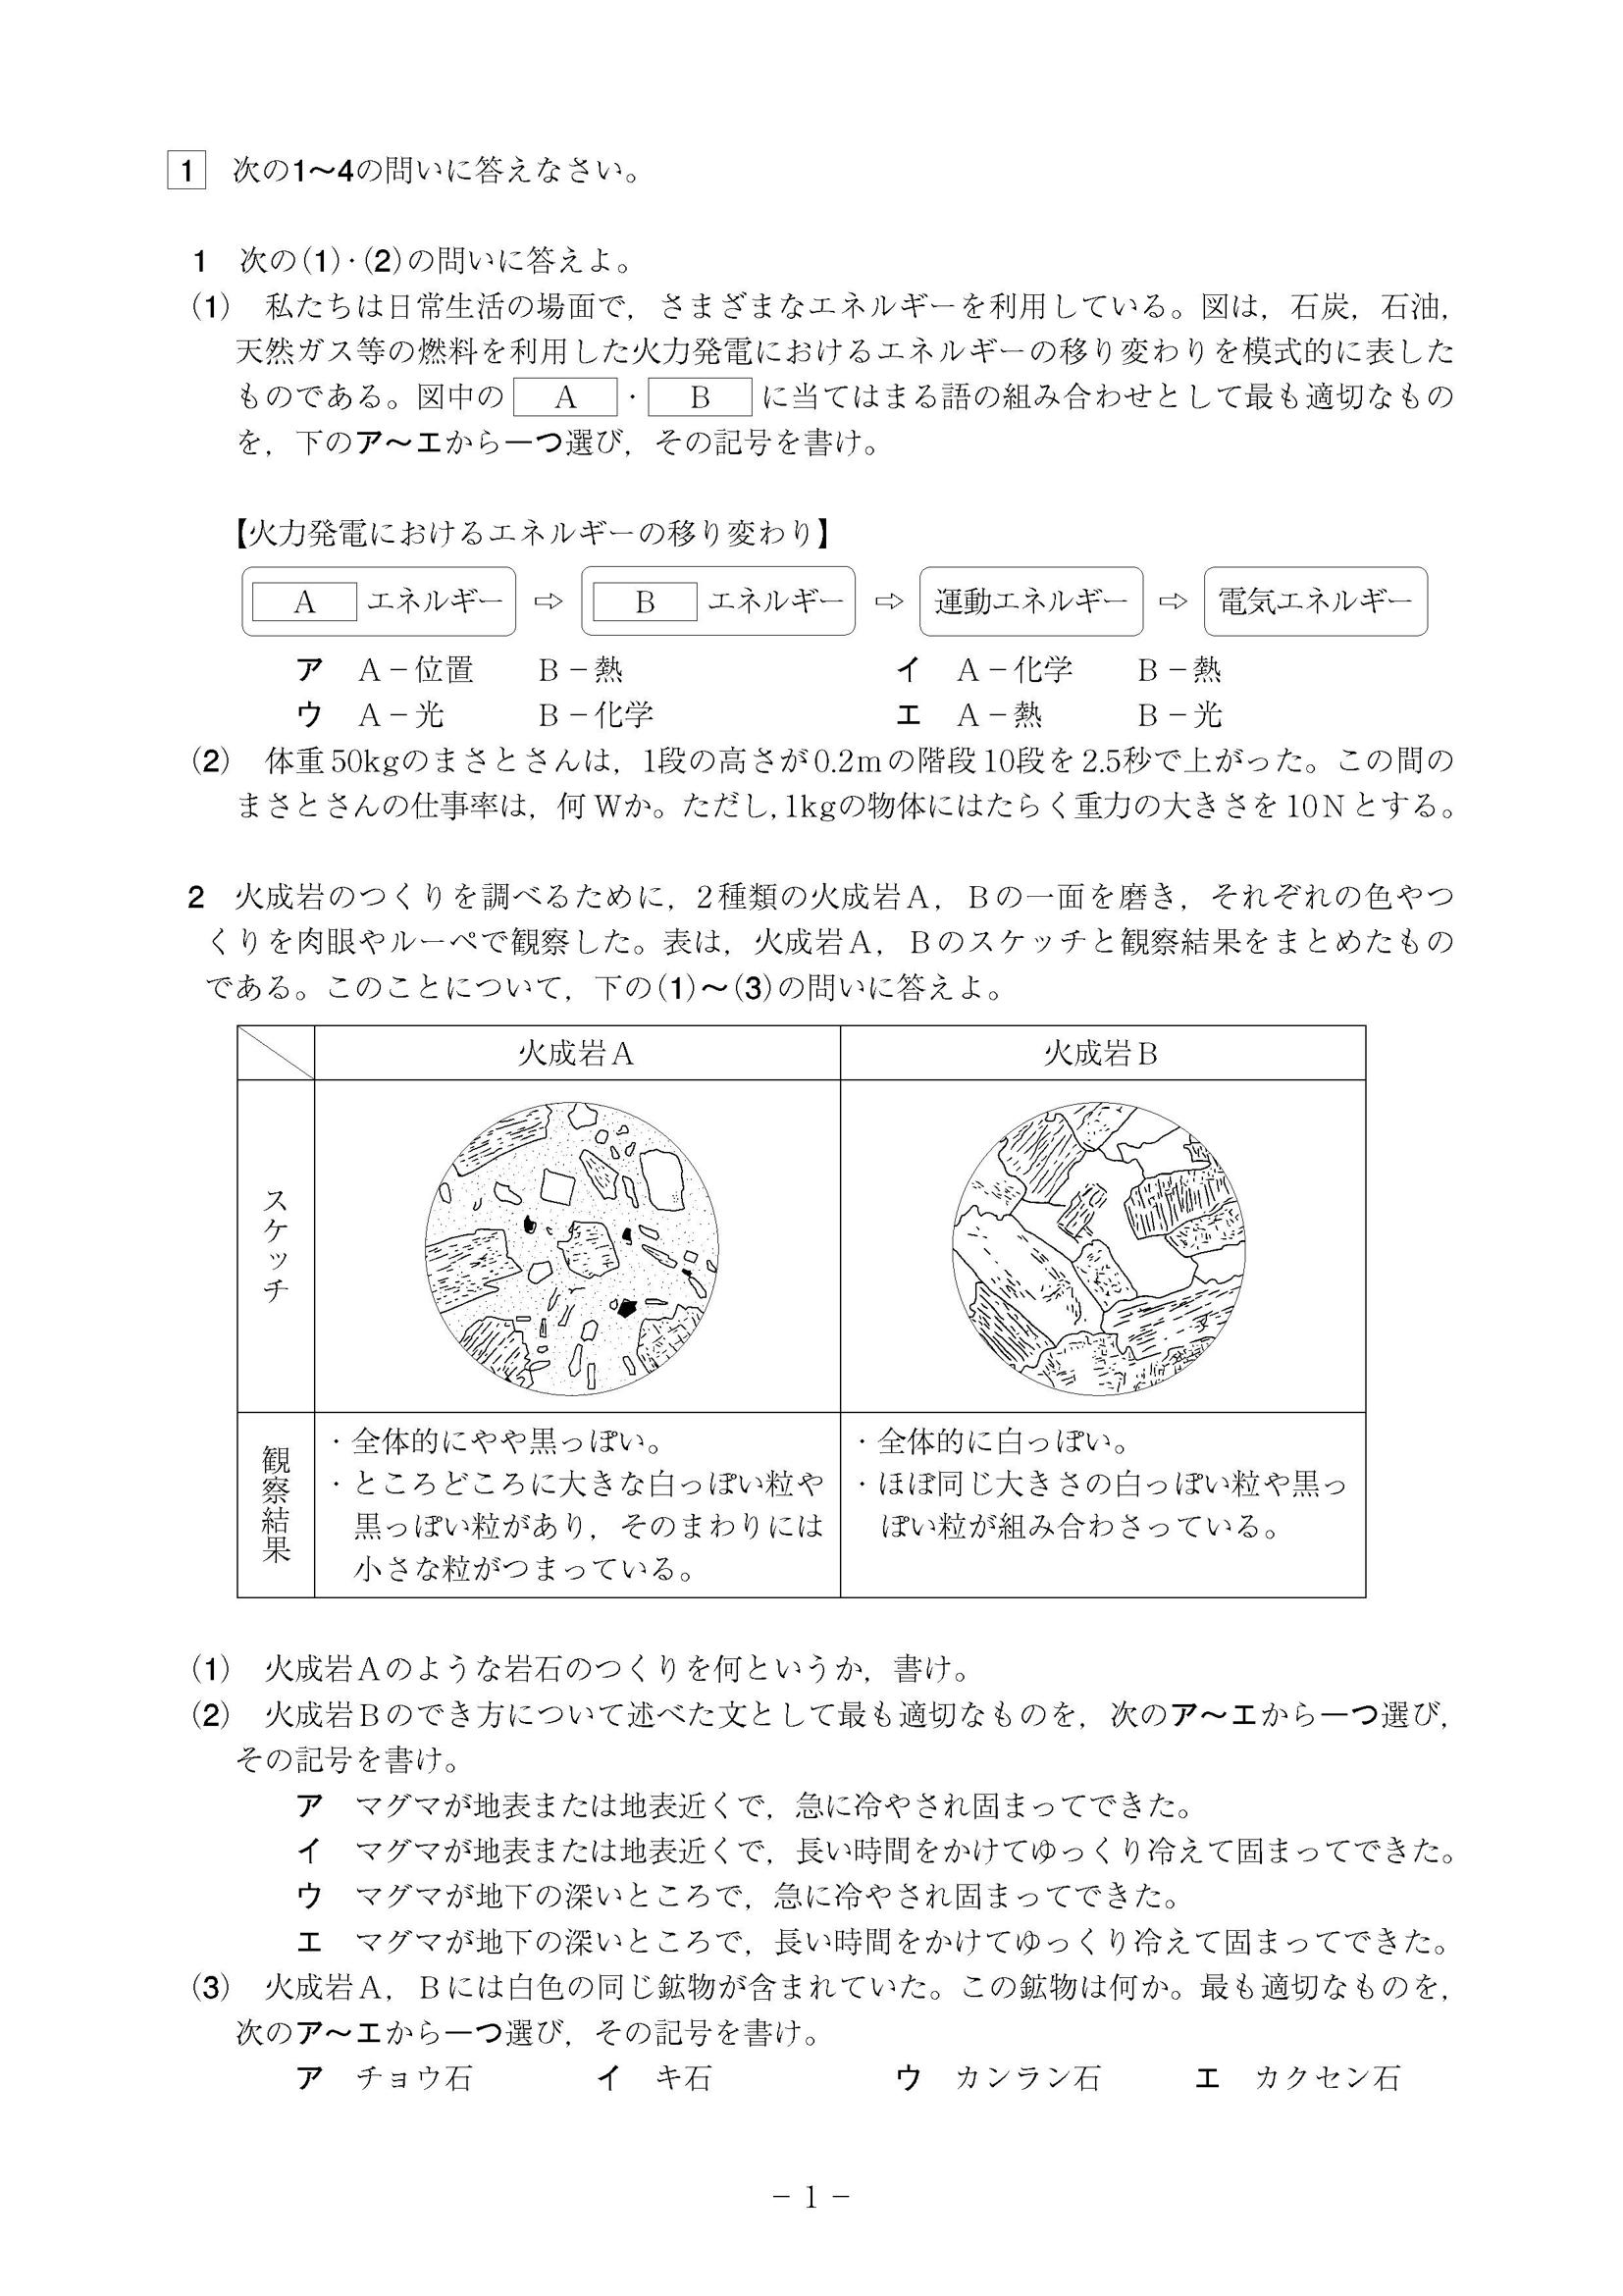 1 次の1～4の問いに答えなさい。
1 次の(1)・(2)の問いに答えよ。
(1) 私たちは日常生活の場面で，さまざまなエネルギーを利用している。図は，石炭，石油，
天然ガス等の燃料を利用した火力発電におけるエネルギーの移り変わりを模式的に表した
ものである。図中の A ・ B に当てはまる語の組み合わせとして最も適切なもの
を，下のア～エから一つ選び，その記号を書け。
【火力発電におけるエネルギーの移り変わり】
A エネルギー ⇨ B エネルギー ⇨ 運動エネルギー ⇨ 電気エネルギー
ア A－位置 B－熱 イ A－化学 B－熱
ウ A－光 B－化学 エ A－熱 B－光
(2) 体重50kgのまさとさんは，1段の高さが0.2mの階段10段を2.5秒で上がった。この間の
まさとさんの仕事率は，何Wか。ただし，1kgの物体にはたらく重力の大きさを10Nとする。
2 火成岩のつくりを調べるために，2種類の火成岩A，Bの一面を磨き，それぞれの色やつ
くりを肉眼やルーペで観察した。表は，火成岩A，Bのスケッチと観察結果をまとめたもの
である。このことについて，下の(1)～(3)の問いに答えよ。
火成岩A 火成岩B
スケッチ
観察結果
・全体的にやや黒っぽい。
・ところどころに大きな白っぽい粒や
黒っぽい粒があり，そのまわりには
小さな粒がつまっている。
・全体的に白っぽい。
・ほぼ同じ大きさの白っぽい粒や黒っ
ぽい粒が組み合わさっている。
(1) 火成岩Aのような岩石のつくりを何というか，書け。
(2) 火成岩Bのでき方について述べた文として最も適切なものを，次のア～エから一つ選び，
その記号を書け。
ア マグマが地表または地表近くで，急に冷やされ固まってできた。
イ マグマが地表または地表近くで，長い時間をかけてゆっくり冷えて固まってできた。
ウ マグマが地下の深いところで，急に冷やされ固まってできた。
エ マグマが地下の深いところで，長い時間をかけてゆっくり冷えて固まってできた。
(3) 火成岩A，Bには白色の同じ鉱物が含まれていた。この鉱物は何か。最も適切なものを，
次のア～エから一つ選び，その記号を書け。
ア チョウ石 イ キ石 ウ カンラン石 エ カクセン石
－ 1 －